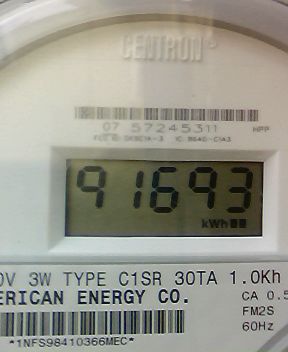 CENTRON®
07 57245311 HPP
91693
kWh
0V 3W TYPE C1SR 30TA 1.0Kh
ERICAN ENERGY CO. CA 0.5
FM2S
60Hz
*1NFS98410366MEC*